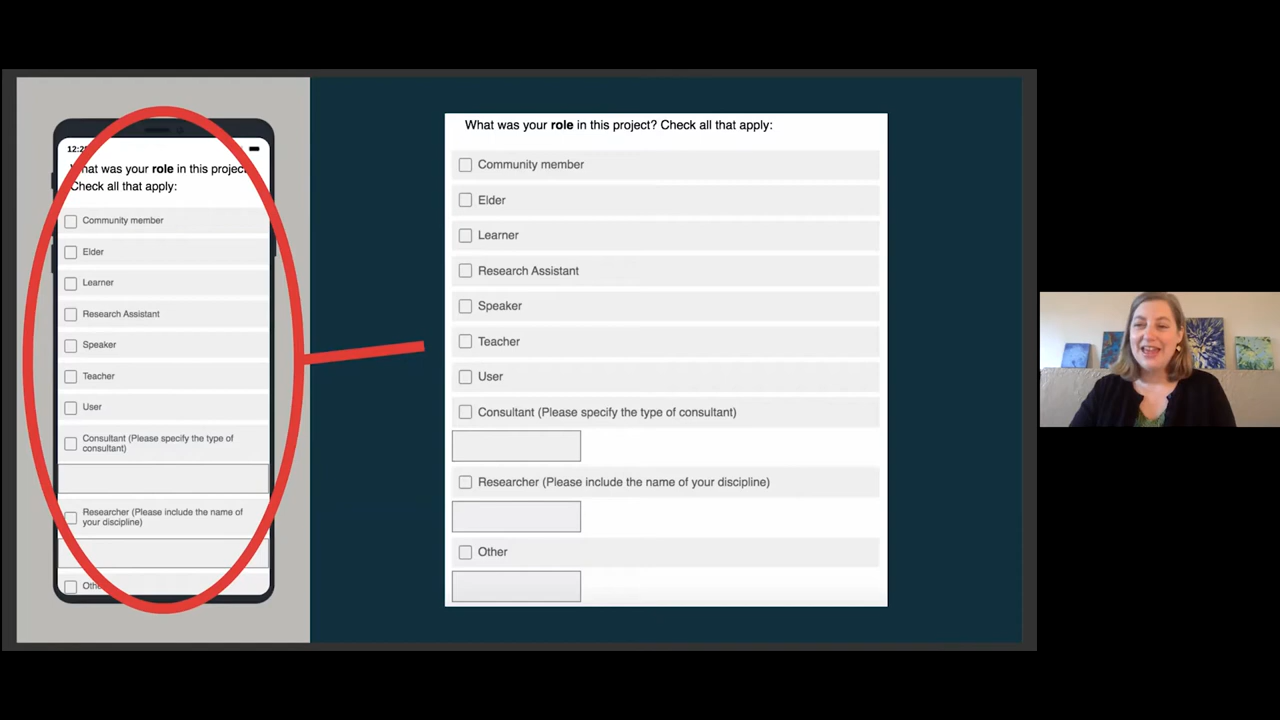 12:2
What was your role in this project
Check all that apply:
Community member
Elder
Learner
Research Assistant
Speaker
Teacher
User
Consultant (Please specify the type of
consultant)
Researcher (Please include the name of
your discipline)
Other
What was your role in this project? Check all that apply:
Community member
Elder
Learner
Research Assistant
Speaker
Teacher
User
Consultant (Please specify the type of consultant)
Researcher (Please include the name of your discipline)
Other